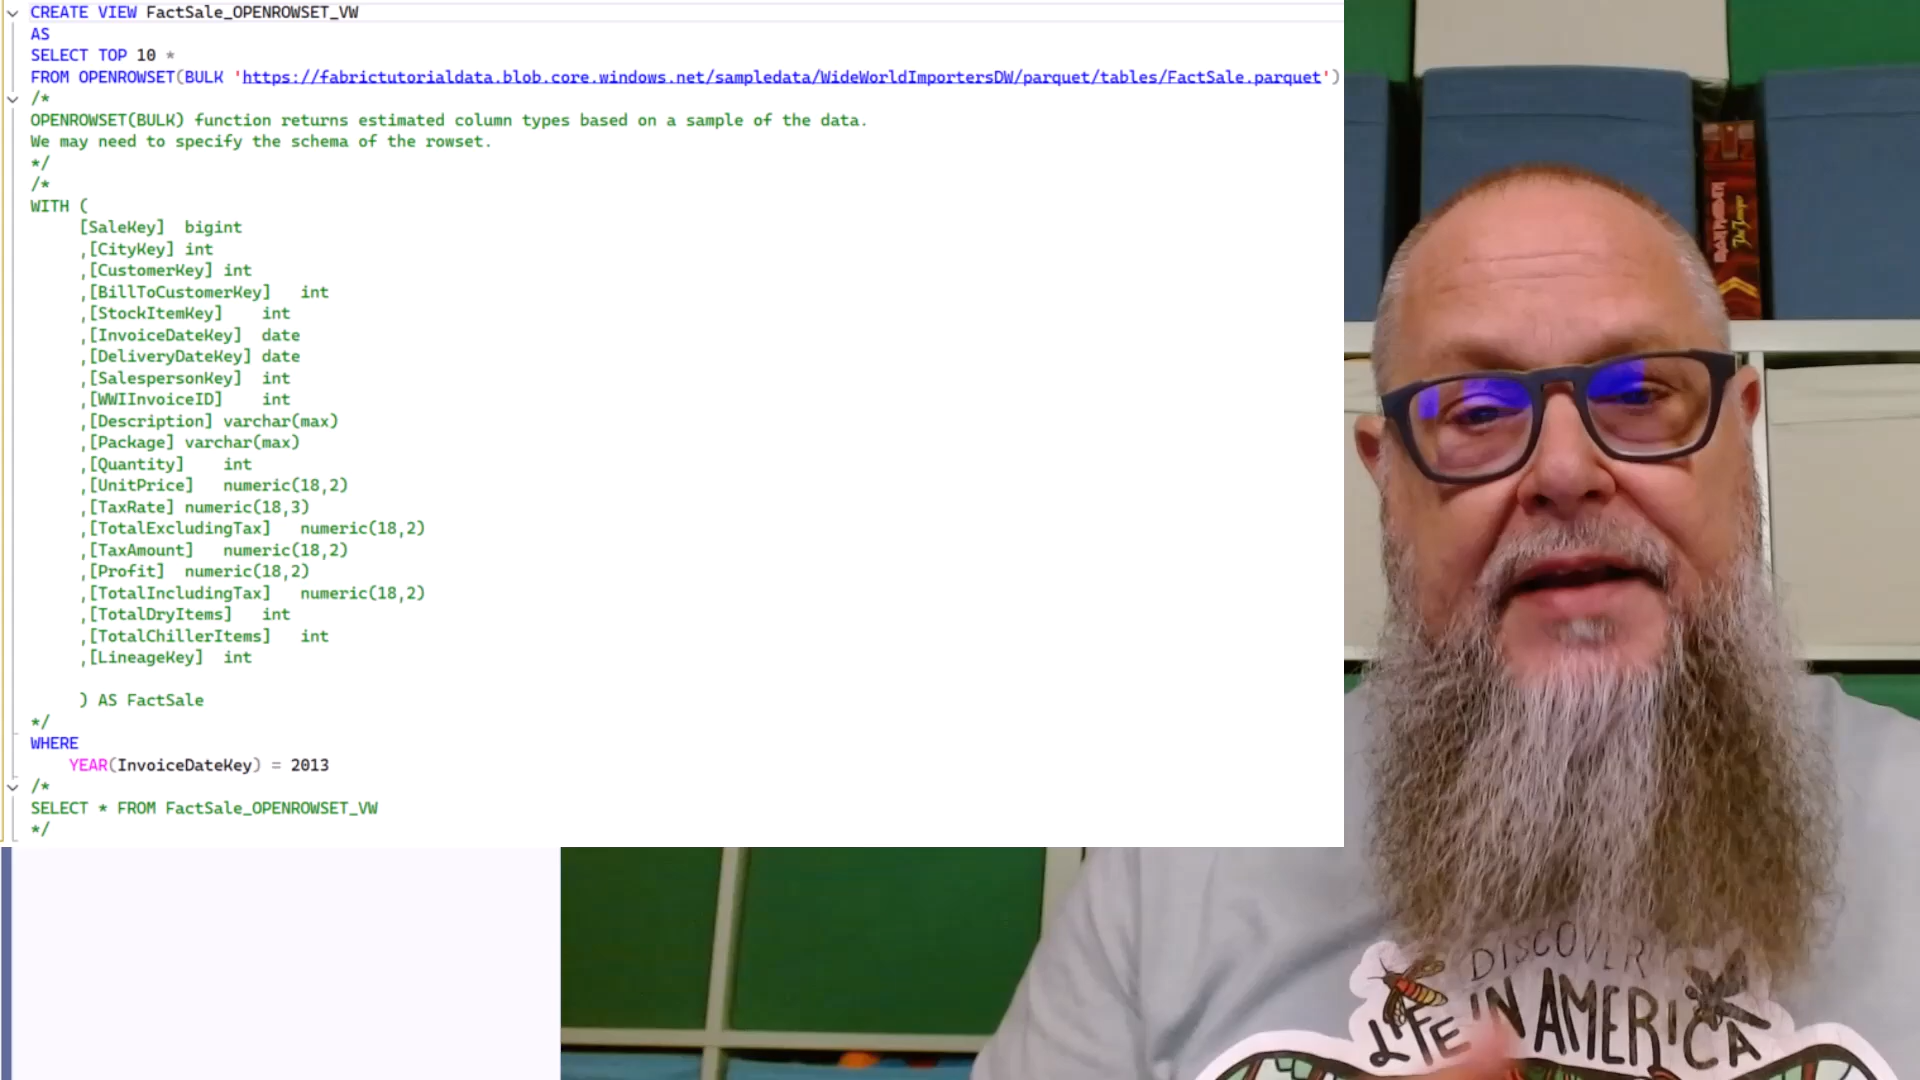 CREATE VIEW FactSale_OPENROWSET_VW
AS
SELECT TOP 10 *
FROM OPENROWSET(BULK 'https://fabrictutorialdata.blob.core.windows.net/sampledata/WideWorldImportersDW/parquet/tables/FactSale.parquet')
/*
OPENROWSET(BULK) function returns estimated column types based on a sample of the data.
We may need to specify the schema of the rowset.
*/
/*
WITH (
[SaleKey] bigint
,[CityKey] int
,[CustomerKey] int
,[BillToCustomerKey] int
,[StockItemKey] int
,[InvoiceDateKey] date
,[DeliveryDateKey] date
,[SalespersonKey] int
,[WWIInvoiceID] int
,[Description] varchar(max)
,[Package] varchar(max)
,[Quantity] int
,[UnitPrice] numeric(18,2)
,[TaxRate] numeric(18,3)
,[TotalExcludingTax] numeric(18,2)
,[TaxAmount] numeric(18,2)
,[Profit] numeric(18,2)
,[TotalIncludingTax] numeric(18,2)
,[TotalDryItems] int
,[TotalChillerItems] int
,[LineageKey] int
) AS FactSale
*/
WHERE
YEAR(InvoiceDateKey) = 2013
/*
SELECT * FROM FactSale_OPENROWSET_VW
*/
IRON MAIDEN
DISCOVER
LIFE IN AMERICA